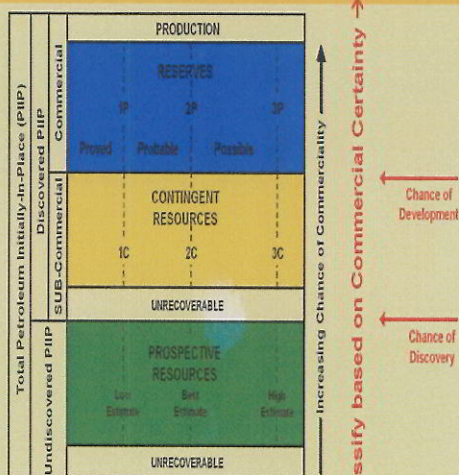 PRODUCTION
RESERVES
1P 2P 3P
Proved Probable Possible
CONTINGENT
RESOURCES
1C 2C 3C
UNRECOVERABLE
PROSPECTIVE
RESOURCES
Low Best High
Estimate Estimate Estimate
UNRECOVERABLE
Total Petroleum Initially-In-Place (PIIP)
Discovered PIIP
Undiscovered PIIP
Commercial
SUB-Commercial
Increasing Chance of Commerciality
ssify based on Commercial Certainty
Chance of
Development
Chance of
Discovery